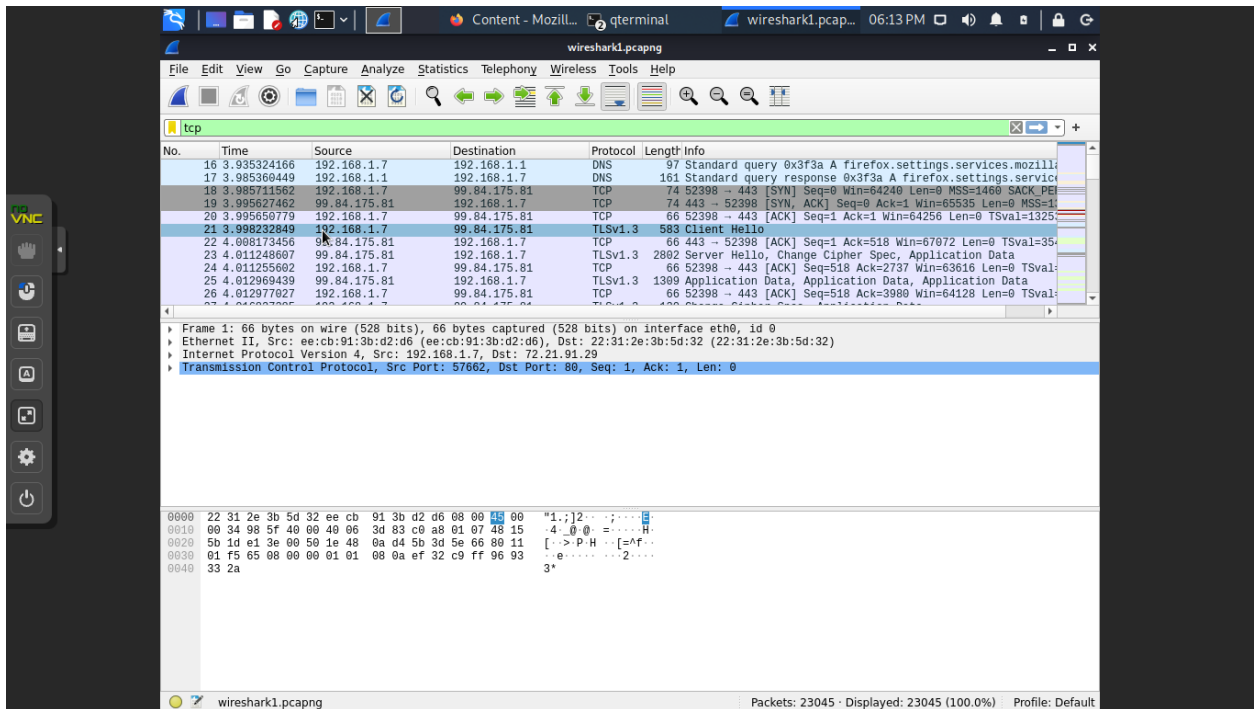 Content - Mozill...
qterminal
wireshark1.pcap...
06:13 PM
wireshark1.pcapng
File Edit View Go Capture Analyze Statistics Telephony Wireless Tools Help
tcp
No. Time Source Destination Protocol Length Info
16 3.935324166 192.168.1.7 192.168.1.1 DNS 97 Standard query 0x3f3a A firefox.settings.services.mozill
17 3.985360449 192.168.1.1 192.168.1.7 DNS 161 Standard query response 0x3f3a A firefox.settings.servic
18 3.985711562 192.168.1.7 99.84.175.81 TCP 74 52398 → 443 [SYN] Seq=0 Win=64240 Len=0 MSS=1460 SACK_PE
19 3.995627462 99.84.175.81 192.168.1.7 TCP 74 443 → 52398 [SYN, ACK] Seq=0 Ack=1 Win=65535 Len=0 MSS=1
20 3.995650779 192.168.1.7 99.84.175.81 TCP 66 52398 → 443 [ACK] Seq=1 Ack=1 Win=64256 Len=0 TSval=1325
21 3.998232849 192.168.1.7 99.84.175.81 TLSv1.3 583 Client Hello
22 4.008173456 99.84.175.81 192.168.1.7 TCP 66 443 → 52398 [ACK] Seq=1 Ack=518 Win=67072 Len=0 TSval=35
23 4.011248607 99.84.175.81 192.168.1.7 TLSv1.3 2802 Server Hello, Change Cipher Spec, Application Data
24 4.011255602 192.168.1.7 99.84.175.81 TCP 66 52398 → 443 [ACK] Seq=518 Ack=2737 Win=63616 Len=0 TSval=
25 4.012969439 99.84.175.81 192.168.1.7 TLSv1.3 1309 Application Data, Application Data, Application Data
26 4.012977027 192.168.1.7 99.84.175.81 TCP 66 52398 → 443 [ACK] Seq=518 Ack=3980 Win=64128 Len=0 TSval=
Frame 1: 66 bytes on wire (528 bits), 66 bytes captured (528 bits) on interface eth0, id 0
Ethernet II, Src: ee:cb:91:3b:d2:d6 (ee:cb:91:3b:d2:d6), Dst: 22:31:2e:3b:5d:32 (22:31:2e:3b:5d:32)
Internet Protocol Version 4, Src: 192.168.1.7, Dst: 72.21.91.29
Transmission Control Protocol, Src Port: 57662, Dst Port: 80, Seq: 1, Ack: 1, Len: 0
0000 22 31 2e 3b 5d 32 ee cb 91 3b d2 d6 08 00 45 00 "1.;]2·· ·;····E·
0010 00 34 98 5f 40 00 40 06 3d 83 c0 a8 01 07 48 15 ·4·_@·@· =·····H·
0020 5b 1d e1 3e 00 50 1e 48 0a d4 5b 3d 5e 66 80 11 [··>·P·H ··[=^f··
0030 01 f5 65 08 00 00 01 01 08 0a ef 32 c9 ff 96 93 ··e····· ···2····
0040 33 2a 3*
wireshark1.pcapng
Packets: 23045 · Displayed: 23045 (100.0%)
Profile: Default
no
VNC
A